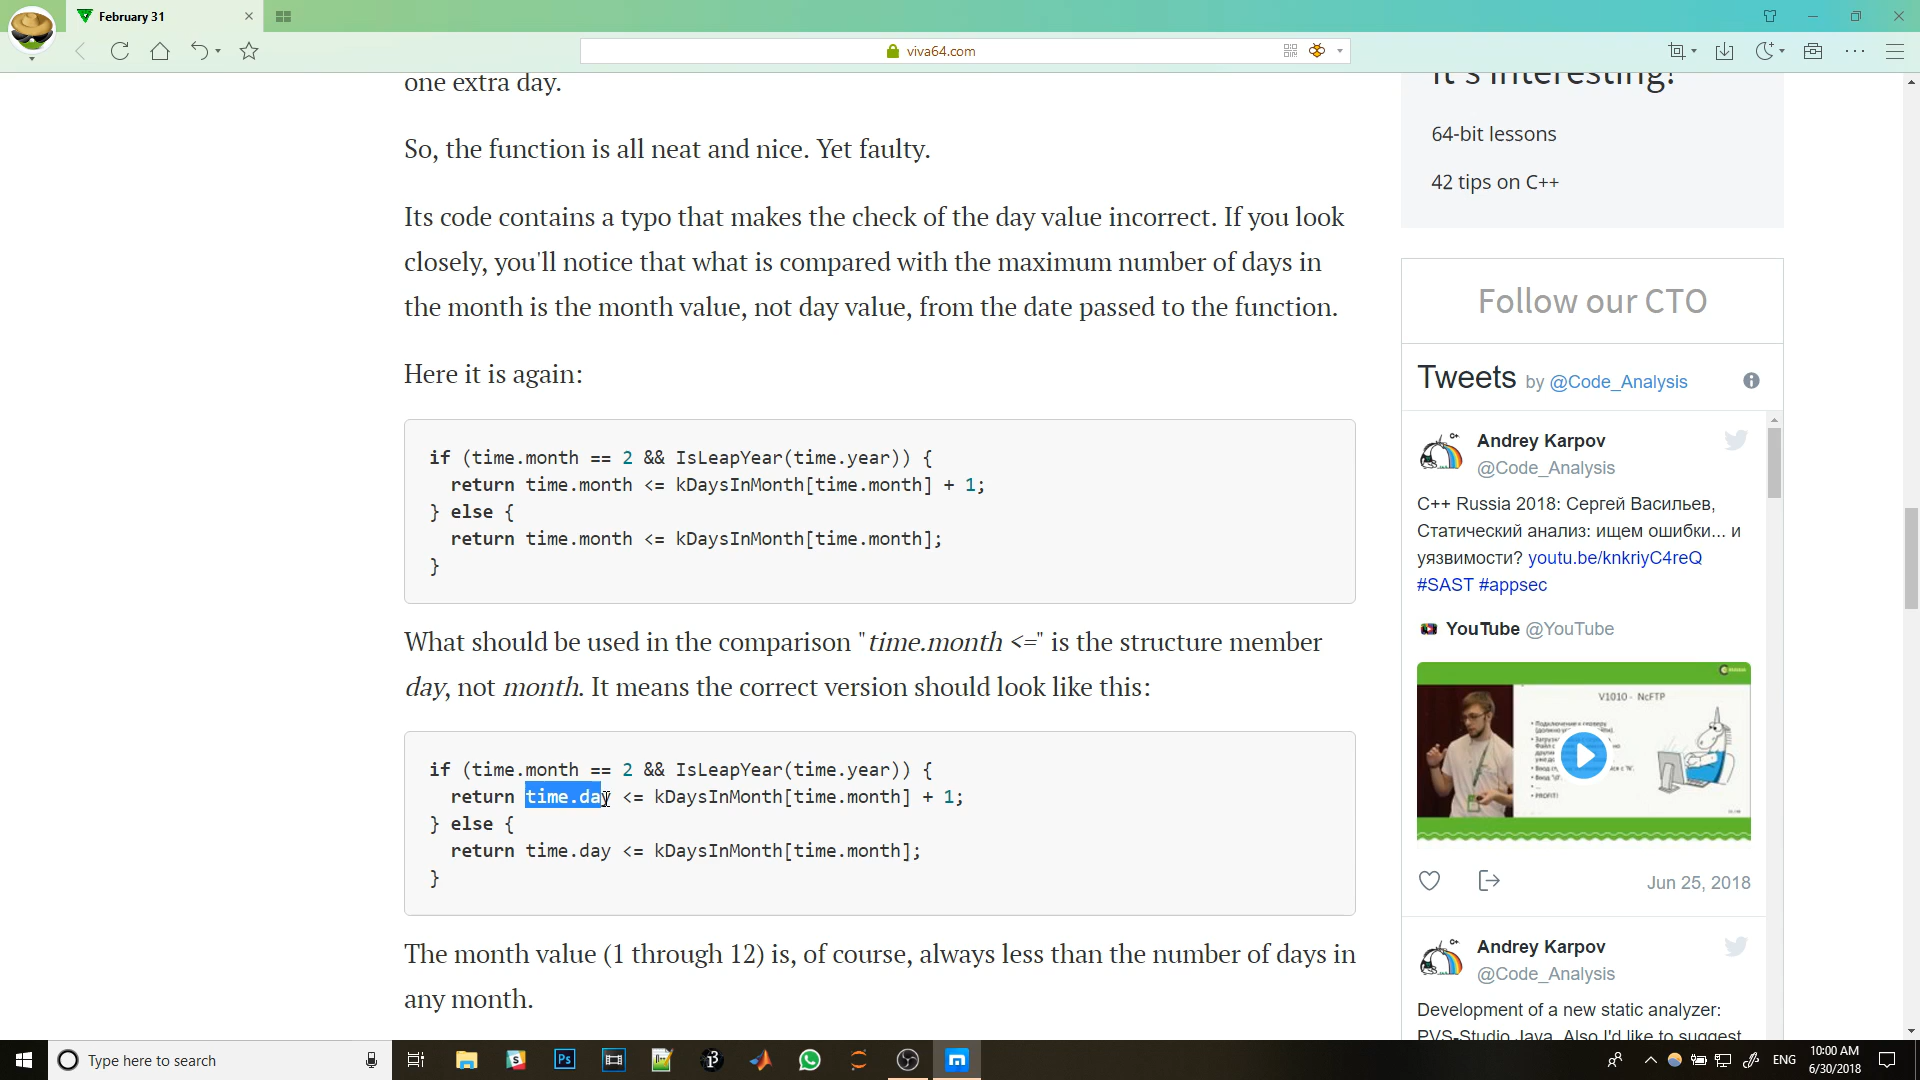 February 31
viva64.com
one extra day.
So, the function is all neat and nice. Yet faulty.
Its code contains a typo that makes the check of the day value incorrect. If you look
closely, you'll notice that what is compared with the maximum number of days in
the month is the month value, not day value, from the date passed to the function.
Here it is again:
if (time.month == 2 && IsLeapYear(time.year)) {
return time.month <= kDaysInMonth[time.month] + 1;
} else {
return time.month <= kDaysInMonth[time.month];
}
What should be used in the comparison "time.month <=" is the structure member
day, not month. It means the correct version should look like this:
if (time.month == 2 && IsLeapYear(time.year)) {
return time.day <= kDaysInMonth[time.month] + 1;
} else {
return time.day <= kDaysInMonth[time.month];
}
The month value (1 through 12) is, of course, always less than the number of days in
any month.
It's interesting!
64-bit lessons
42 tips on C++
Follow our CTO
Tweets by @Code_Analysis
Andrey Karpov
@Code_Analysis
C++ Russia 2018: Сергей Васильев,
Статический анализ: ищем ошибки... и
уязвимости? youtu.be/knkriyC4reQ
#SAST #appsec
YouTube @YouTube
V1010 - NcFTP
Jun 25, 2018
Andrey Karpov
@Code_Analysis
Development of a new static analyzer:
PVS-Studio Java. Also I'd like to suggest
Type here to search
Ps
ENG
10:00 AM
6/30/2018